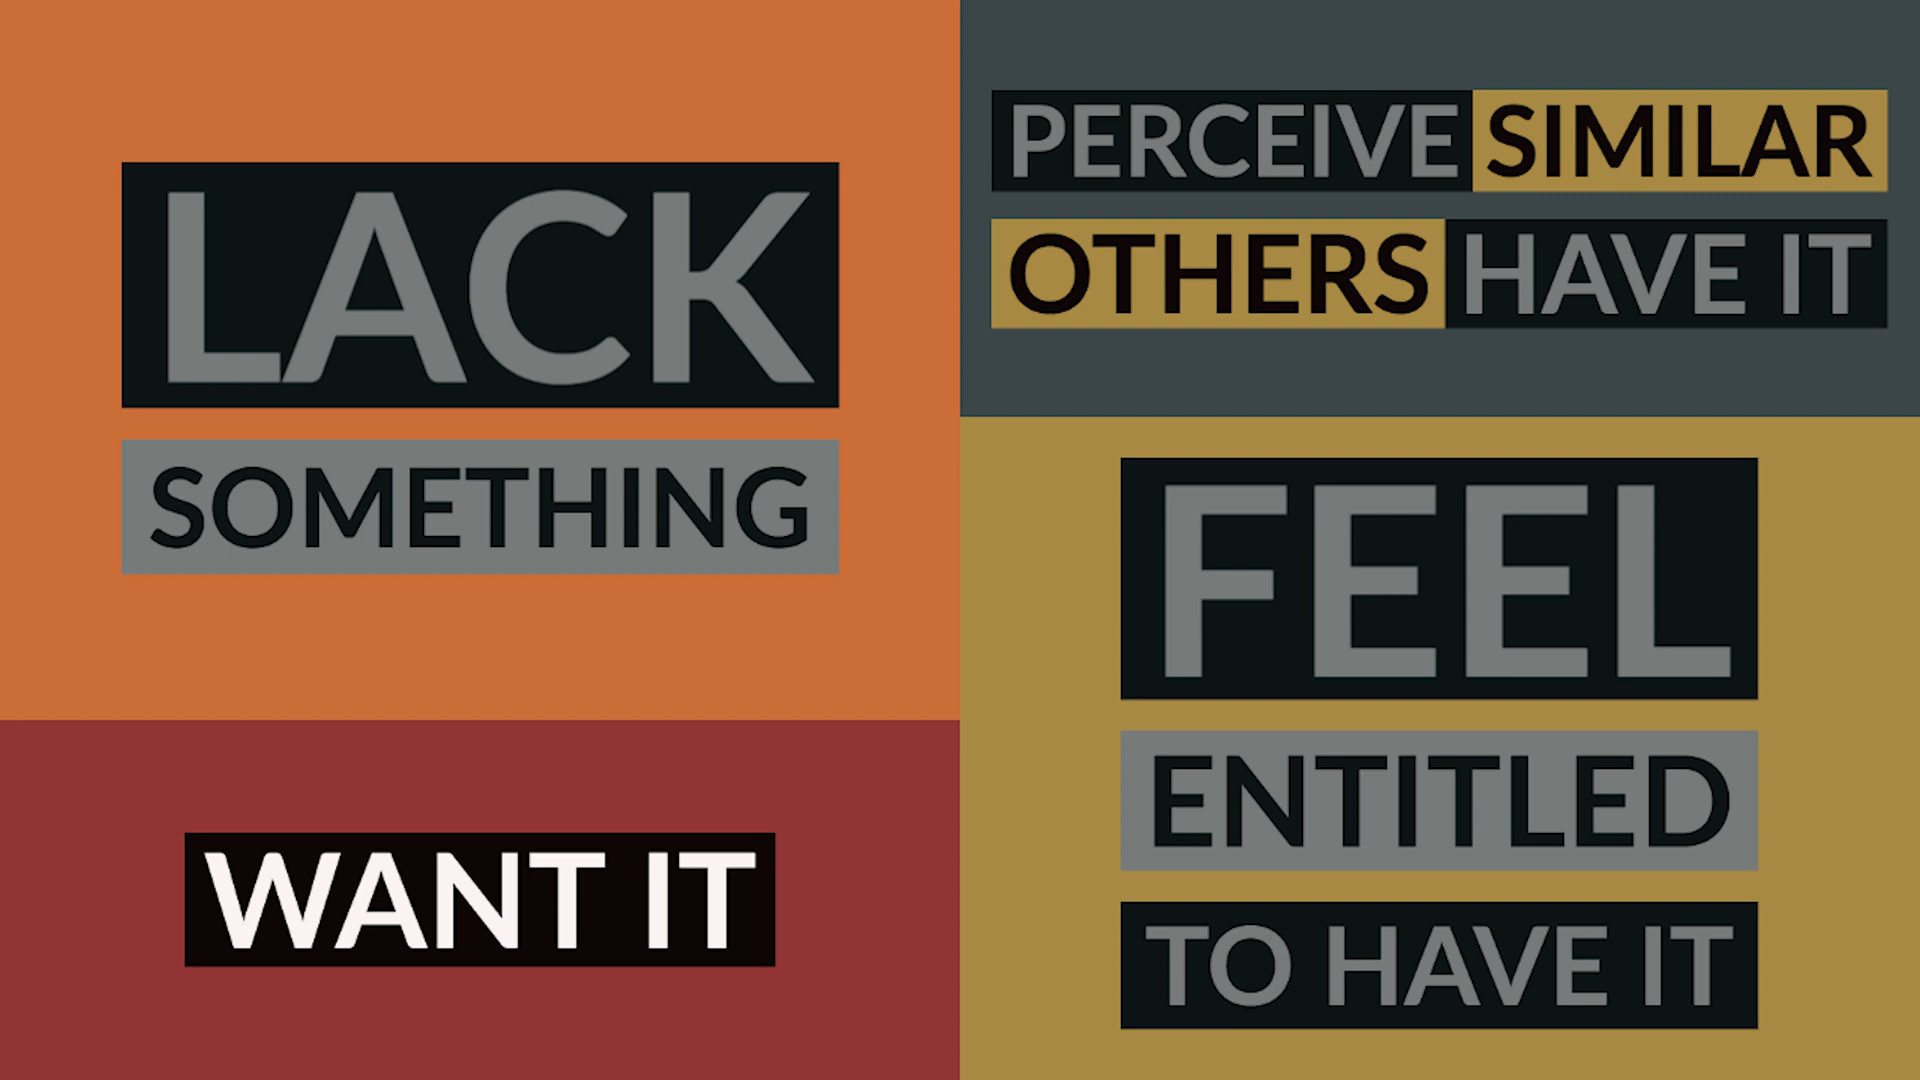 LACK
SOMETHING
PERCEIVE SIMILAR
OTHERS HAVE IT
WANT IT
FEEL
ENTITLED
TO HAVE IT